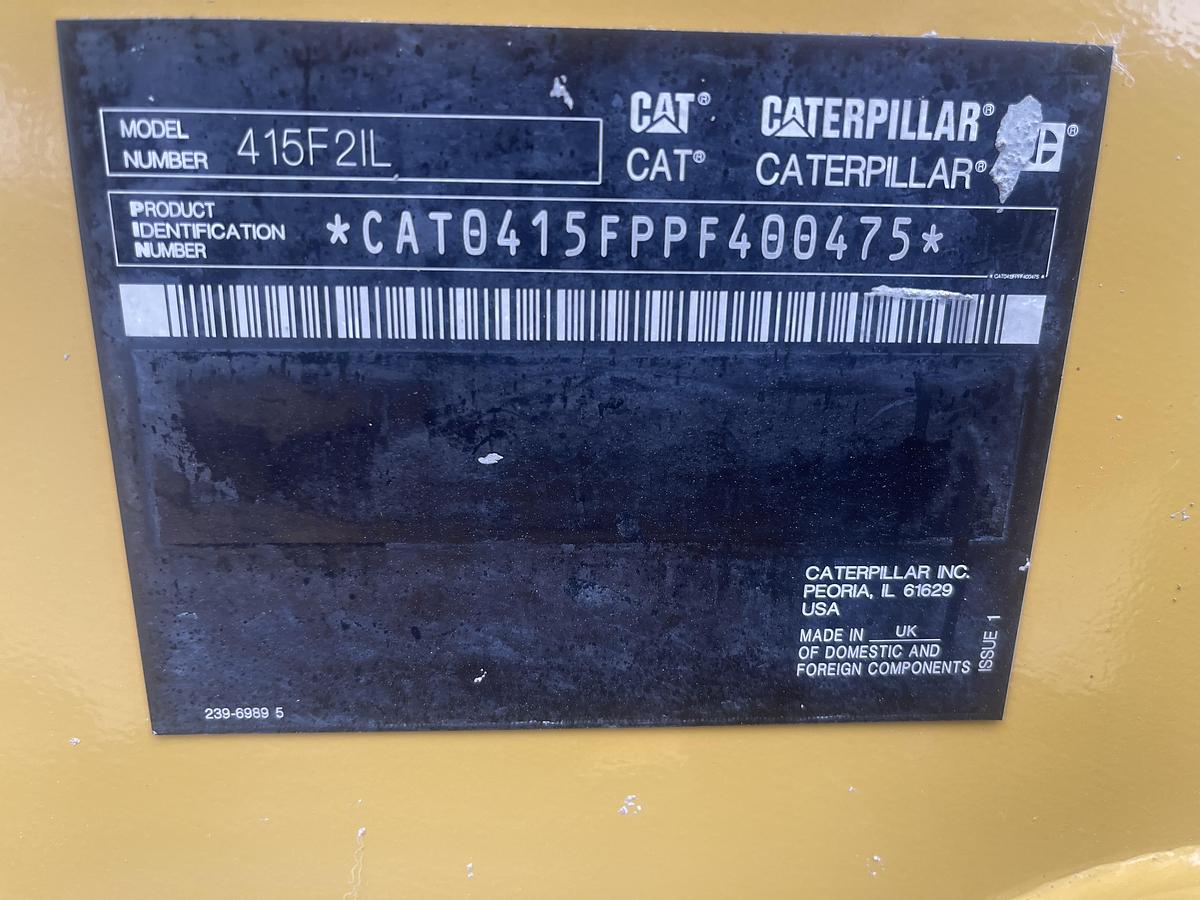 MODEL NUMBER 415F2IL
CAT® CATERPILLAR® ®
CAT® CATERPILLAR®
PRODUCT IDENTIFICATION NUMBER *CAT0415FPPF400475*
*CAT0415FPPF400475*
CATERPILLAR INC.
PEORIA, IL 61629
USA
MADE IN UK
OF DOMESTIC AND
FOREIGN COMPONENTS
ISSUE 1
239-6989 5